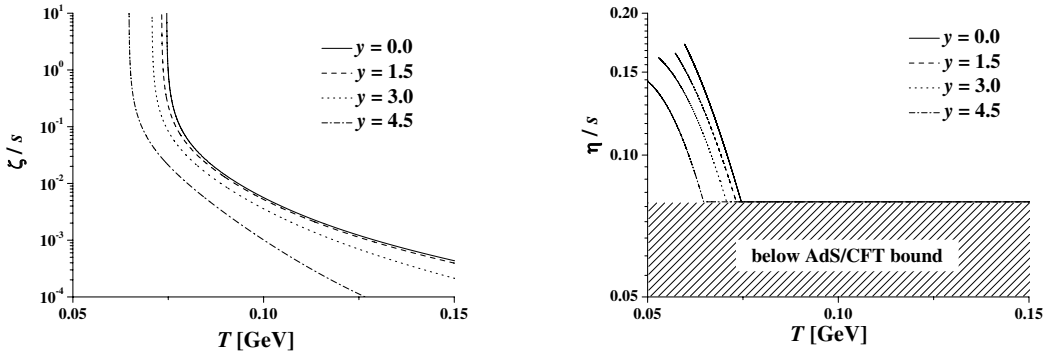 10^1
10^0
10^-1
10^-2
10^-3
10^-4
ζ / s
0.05
0.10
0.15
T [GeV]
y = 0.0
y = 1.5
y = 3.0
y = 4.5
0.20
0.15
0.10
0.05
η / s
y = 0.0
y = 1.5
y = 3.0
y = 4.5
below AdS/CFT bound
0.05
0.10
0.15
T [GeV]